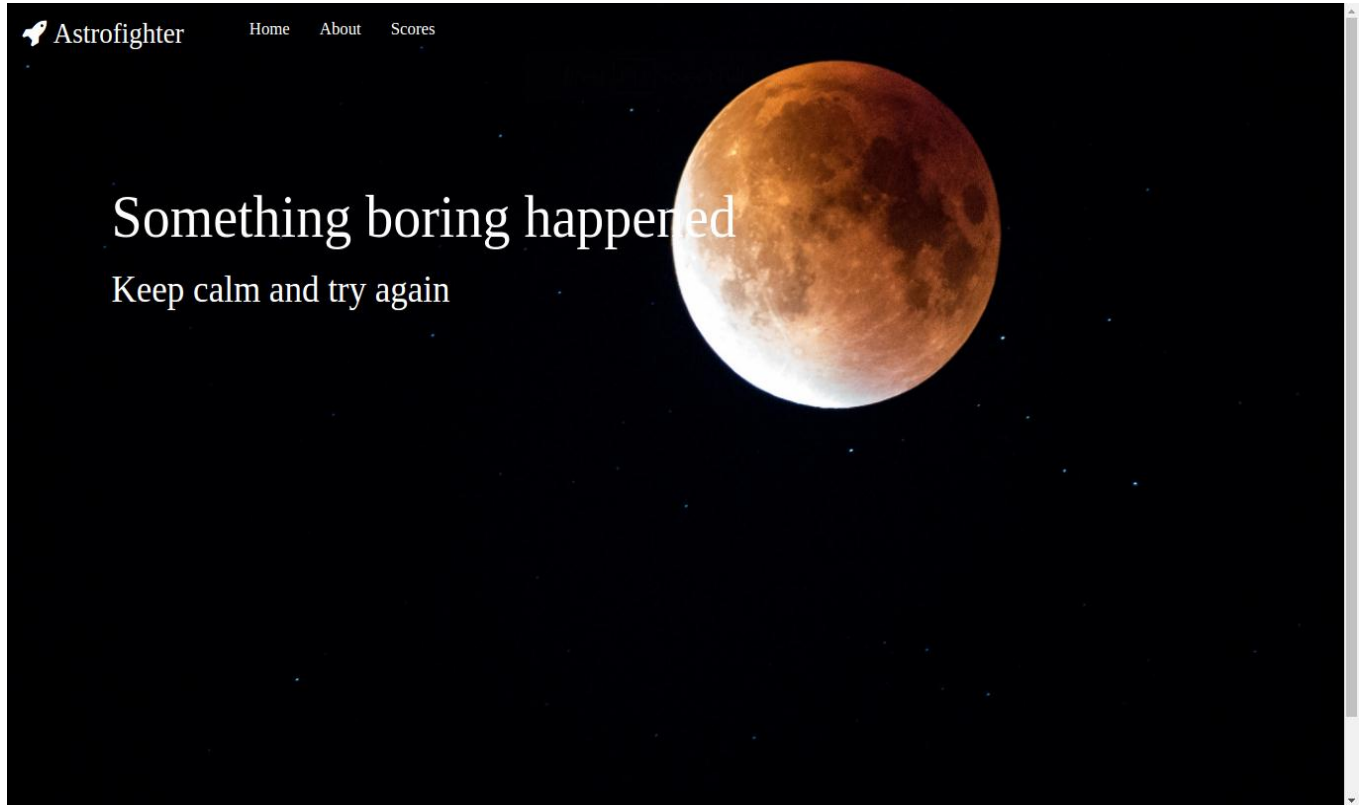 Astrofighter Home About Scores
Something boring happened
Keep calm and try again